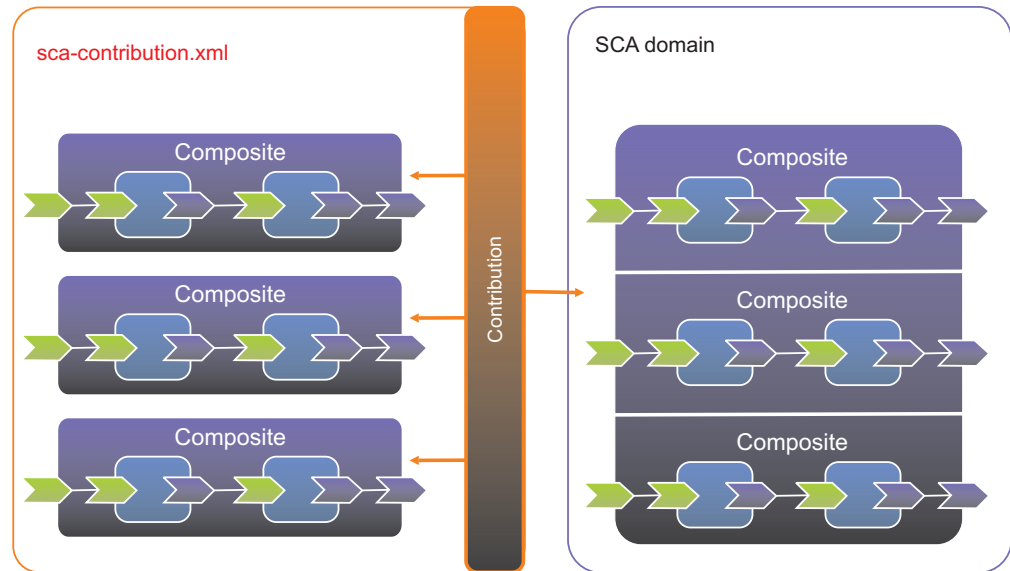 sca-contribution.xml
Composite
Composite
Composite
Contribution
SCA domain
Composite
Composite
Composite